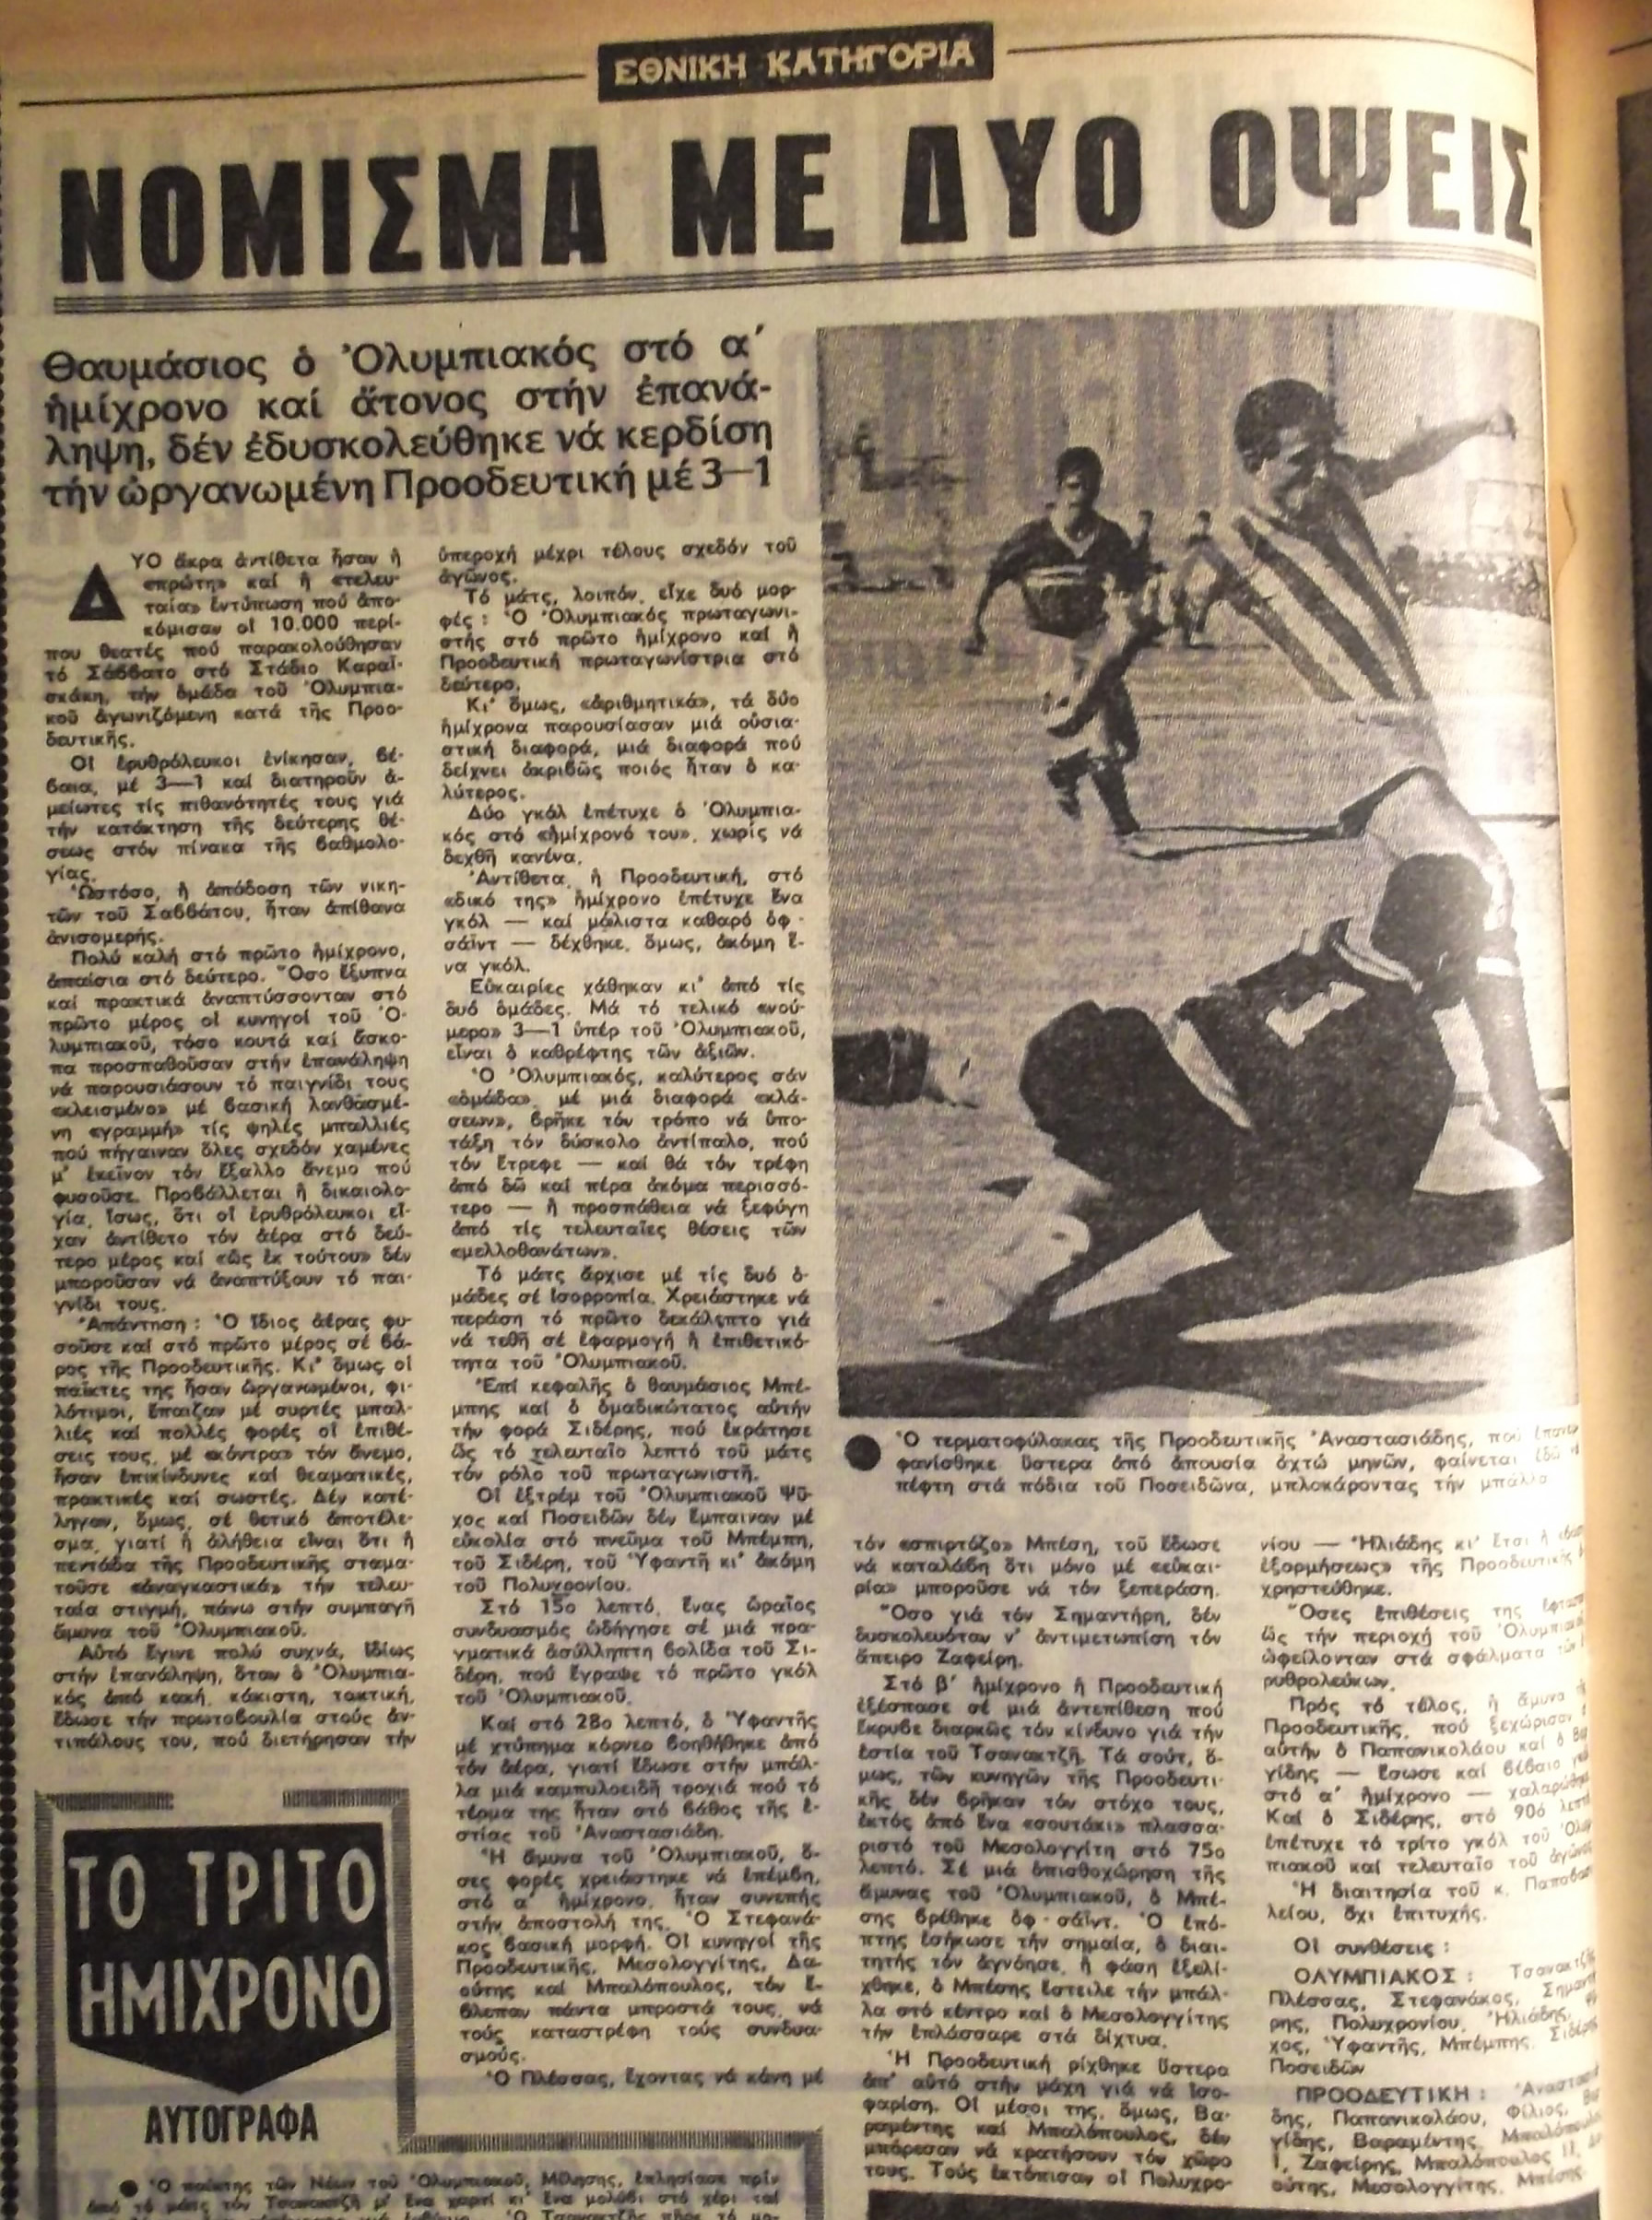 ΕΘΝΙΚΗ ΚΑΤΗΓΟΡΙΑ
ΝΟΜΙΣΜΑ ΜΕ ΔΥΟ ΟΨΕΙΣ
Θαυμάσιος ὁ Ὀλυμπιακός στό α΄
ἡμίχρονο καί ἄτονος στήν ἐπανά-
ληψη, δέν ἐδυσκολεύθηκε νά κερδίση
τήν ὠργανωμένη Προοδευτική μέ 3—1
ΔΥΟ ἄκρα ἀντίθετα ἦσαν ἡ
«πρώτη» καί ἡ «τελευ-
ταία» ἐντύπωση πού ἀπο-
κόμισαν οἱ 10.000 περί-
που θεατές πού παρακολούθησαν
τό Σάββατο στό Στάδιο Καραϊ-
σκάκη, τήν ὁμάδα τοῦ Ὀλυμπια-
κοῦ ἀγωνιζόμενη κατά τῆς Προο-
δευτικῆς.
Οἱ ἐρυθρόλευκοι ἐνίκησαν, βέ-
βαια, μέ 3—1 καί διατηροῦν ἀ-
μείωτες τίς πιθανότητές τους γιά
τήν κατάκτηση τῆς δεύτερης θέ-
σεως στόν πίνακα τῆς βαθμολο-
γίας.
Ὡστόσο, ἡ ἀπόδοση τῶν νικη-
τῶν τοῦ Σαββάτου, ἦταν ἀπίθανα
ἀνισομερής.
Πολύ καλή στό πρῶτο ἡμίχρονο,
ἀπαίσια στό δεύτερο. Ὅσο ἔξυπνα
καί πρακτικά ἀναπτύσσονταν στό
πρῶτο μέρος οἱ κυνηγοί τοῦ Ὀ-
λυμπιακοῦ, τόσο κουτά καί ἄσκο-
πα προσπαθοῦσαν στήν ἐπανάληψη
νά παρουσιάσουν τό παιγνίδι τους
«κλεισμένο» μέ βασική λανθασμέ-
νη «γραμμή» τίς ψηλές μπαλλιές
πού πήγαιναν ὅλες σχεδόν χαμένες
μ' ἐκεῖνον τόν ἔξαλλο ἄνεμο πού
φυσοῦσε. Προβάλλεται ἡ δικαιολο-
γία, ἴσως, ὅτι οἱ ἐρυθρόλευκοι εἶ-
χαν ἀντίθετο τόν ἀέρα στό δεύ-
τερο μέρος καί «ὡς ἐκ τούτου» δέν
μποροῦσαν νά ἀναπτύξουν τό παι-
γνίδι τους.
Ἀπάντηση : Ὁ ἴδιος ἀέρας φυ-
σοῦσε καί στό πρῶτο μέρος σέ βά-
ρος τῆς Προοδευτικῆς. Κι' ὅμως οἱ
παῖκτες της ἦσαν ὠργανωμένοι, φι-
λότιμοι, ἔπαιζαν μέ συρτές μπαλ-
λιές καί πολλές φορές οἱ ἐπιθέ-
σεις τους, μέ «κόντρα» τόν ἄνεμο,
ἦσαν ἐπικίνδυνες καί θεαματικές,
πρακτικές καί σωστές. Δέν κατέ-
ληγαν, ὅμως, σέ θετικό ἀποτέλε-
σμα, γιατί ἡ ἀλήθεια εἶναι ὅτι ἡ
πεντάδα τῆς Προοδευτικῆς σταμα-
τοῦσε «ἀναγκαστικά» τήν τελευ-
ταία στιγμή, πάνω στήν συμπαγῆ
ἄμυνα τοῦ Ὀλυμπιακοῦ.
Αὐτό ἔγινε πολύ συχνά, ἰδίως
στήν ἐπανάληψη, ὅταν ὁ Ὀλυμπια-
κός ἀπό κακή, κάκιστη, τακτική,
ἔδωσε τήν πρωτοβουλία στούς ἀν-
τιπάλους του, πού διετήρησαν τήν
ὑπεροχή μέχρι τέλους σχεδόν τοῦ
ἀγῶνος.
Τό μάτς, λοιπόν, εἶχε δυό μορ-
φές : Ὁ Ὀλυμπιακός πρωταγωνι-
στής στό πρῶτο ἡμίχρονο καί ἡ
Προοδευτική πρωταγωνίστρια στό
δεύτερο.
Κι' ὅμως, «ἀριθμητικά», τά δύο
ἡμίχρονα παρουσίασαν μιά οὐσια-
στική διαφορά, μιά διαφορά πού
δείχνει ἀκριβῶς ποιός ἦταν ὁ κα-
λύτερος.
Δύο γκόλ ἐπέτυχε ὁ Ὀλυμπια-
κός στό «ἡμίχρονό του», χωρίς νά
δεχθῆ κανένα.
Ἀντίθετα, ἡ Προοδευτική, στό
«δικό της» ἡμίχρονο ἐπέτυχε ἕνα
γκόλ — καί μάλιστα καθαρό ὀφ-
σάϊντ — δέχθηκε, ὅμως, ἀκόμη ἕ-
να γκόλ.
Εὐκαιρίες χάθηκαν κι' ἀπό τίς
δυό ὁμάδες. Μά τό τελικό «νού-
μερο» 3—1 ὑπέρ τοῦ Ὀλυμπιακοῦ,
εἶναι ὁ καθρέφτης τῶν ἀξιῶν.
Ὁ Ὀλυμπιακός, καλύτερος σάν
«ὁμάδα», μέ μιά διαφορά «κλά-
σεων», βρῆκε τόν τρόπο νά ὑπο-
τάξη τόν δύσκολο ἀντίπαλο, πού
τόν ἔτρεφε — καί θά τόν τρέφη
ἀπό δῶ καί πέρα ἀκόμα περισσό-
τερο — ἡ προσπάθεια νά ξεφύγη
ἀπό τίς τελευταῖες θέσεις τῶν
«μελλοθανάτων».
Τό μάτς ἄρχισε μέ τίς δυό ὁ-
μάδες σέ ἰσορροπία. Χρειάστηκε νά
περάση τό πρῶτο δεκάλεπτο γιά
νά τεθῆ σέ ἐφαρμογή ἡ ἐπιθετικό-
τητα τοῦ Ὀλυμπιακοῦ.
Ἐπί κεφαλῆς ὁ θαυμάσιος Μπέ-
μπης καί ὁ ὁμαδικώτατος αὐτήν
τήν φορά Σιδέρης, πού ἐκράτησε
ὡς τό τελευταῖο λεπτό τοῦ μάτς
τόν ρόλο τοῦ πρωταγωνιστῆ.
Οἱ ἐξτρέμ τοῦ Ὀλυμπιακοῦ Ψῦ-
χος καί Ποσειδῶν δέν ἔμπαιναν μέ
εὐκολία στό πνεῦμα τοῦ Μπέμπη,
τοῦ Σιδέρη, τοῦ Ὑφαντῆ κι' ἀκόμη
τοῦ Πολυχρονίου.
Στό 15ο λεπτό, ἕνας ὡραῖος
συνδυασμός ὡδήγησε σέ μιά πρα-
γματικά ἀσύλληπτη βολίδα τοῦ Σι-
δέρη, πού ἔγραψε τό πρῶτο γκόλ
τοῦ Ὀλυμπιακοῦ.
Καί στό 28ο λεπτό, ὁ Ὑφαντῆς
μέ χτύπημα κόρνερ βοηθήθηκε ἀπό
τόν ἀέρα, γιατί ἔδωσε στήν μπάλ-
λα μιά καμπυλοειδῆ τροχιά πού τό
τέρμα της ἦταν στό βάθος τῆς ἑ-
στίας τοῦ Ἀναστασιάδη.
Ἡ ἄμυνα τοῦ Ὀλυμπιακοῦ, ὅ-
σες φορές χρειάστηκε νά ἐπέμβη,
στό α΄ ἡμίχρονο, ἦταν συνεπής
στήν ἀποστολή της. Ὁ Στεφανά-
κος βασική μορφή. Οἱ κυνηγοί τῆς
Προοδευτικῆς, Μεσολογγίτης, Δα-
ούτης καί Μπαλόπουλος, τόν ἔ-
βλεπαν πάντα μπροστά τους, νά
τούς καταστρέφη τούς συνδυα-
σμούς.
Ὁ Πλέσσας, ἔχοντας νά κάνη μέ
Ὁ τερματοφύλακας τῆς Προοδευτικῆς Ἀναστασιάδης, πού
φανίσθηκε ὕστερα ἀπό ἀπουσία ὀχτώ μηνῶν, φαίνεται ἐδῶ
πέφτη στά πόδια τοῦ Ποσειδῶνα, μπλοκάροντας τήν μπάλλα
τόν «σπιρτόζο» Μπέση, τοῦ ἔδωσε
νά καταλάβη ὅτι μόνο μέ «εὐκαι-
ρία» μποροῦσε νά τόν ξεπεράση.
Ὅσο γιά τόν Σημαντήρη, δέν
δυσκολευόταν ν' ἀντιμετωπίση τόν
ἄπειρο Ζαφείρη.
Στό β΄ ἡμίχρονο ἡ Προοδευτική
ἐξέσπασε σέ μιά ἀντεπίθεση πού
ἔκρυβε διαρκῶς τόν κίνδυνο γιά τήν
ἑστία τοῦ Τσανακτζῆ. Τά σούτ, ὅ-
μως, τῶν κυνηγῶν τῆς Προοδευτι-
κῆς δέν βρῆκαν τόν στόχο τους,
ἐκτός ἀπό ἕνα «σουτάκι» πλασσα-
ριστό τοῦ Μεσολογγίτη στό 75ο
λεπτό. Σέ μιά ὀπισθοχώρηση τῆς
ἄμυνας τοῦ Ὀλυμπιακοῦ, ὁ Μπέ-
σης βρέθηκε ὀφ-σάϊντ. Ὁ ἐπό-
πτης ἐσήκωσε τήν σημαία, ὁ διαι-
τητής τόν ἀγνόησε, ἡ φάση ἐξελί-
χθηκε, ὁ Μπέσης ἔστειλε τήν μπάλ-
λα στό κέντρο καί ὁ Μεσολογγίτης
τήν ἐπλάσσαρε στά δίχτυα.
Ἡ Προοδευτική ρίχθηκε ὕστερα
ἀπ' αὐτό στήν μάχη γιά νά ἰσο-
φαρίση. Οἱ μέσοι της, ὅμως, Βα-
ραμέντης καί Μπαλόπουλος, δέν
μπόρεσαν νά κρατήσουν τόν χῶρο
τους. Τούς ἐκτόπισαν οἱ Πολυχρο-
νίου — Ἡλιάδης κι' ἔτσι ἡ
ἐξορμήσεως» τῆς Προοδευτικῆς
χρηστεύθηκε.
Ὅσες ἐπιθέσεις της
ὡς τήν περιοχή τοῦ
ὠφείλονταν στά σφάλματα τῶν
ρυθρολεύκων.
Πρός τό τέλος, ἡ ἄμυνα
Προοδευτικῆς, πού ξεχώρισαν
αὐτήν ὁ Παπανικολάου καί ὁ
γίδης — ἔσωσε καί βέβαιο
στό α΄ ἡμίχρονο —
Καί ὁ Σιδέρης, στό 90ό
ἐπέτυχε τό τρίτο γκόλ τοῦ
πιακοῦ καί τελευταῖο τοῦ ἀγῶνος
Ἡ διαιτησία τοῦ κ.
λείου, ὄχι ἐπιτυχής.
Οἱ συνθέσεις :
ΟΛΥΜΠΙΑΚΟΣ :
Πλέσσας, Στεφανάκος,
ρης, Πολυχρονίου, Ἡλιάδης,
χος, Ὑφαντῆς, Μπέμπης,
Ποσειδῶν
ΠΡΟΟΔΕΥΤΙΚΗ :
δης, Παπανικολάου, Φίλιος,
γίδης, Βαραμέντης,
Ι, Ζαφείρης, Μπαλόπουλος ΙΙ,
ούτης, Μεσολογγίτης, Μπέσης.
ΤΟ ΤΡΙΤΟ
ΗΜΙΧΡΟΝΟ
ΑΥΤΟΓΡΑΦΑ
Ὁ παίκτης τῶν Νέων τοῦ Ὀλυμπιακοῦ, Μίλησης, ἐπλησίασε πρίν
ἀπό τό μάτς τόν Τσανακτζῆ μ' ἕνα χαρτί κι' ἕνα μολύβι στό χέρι